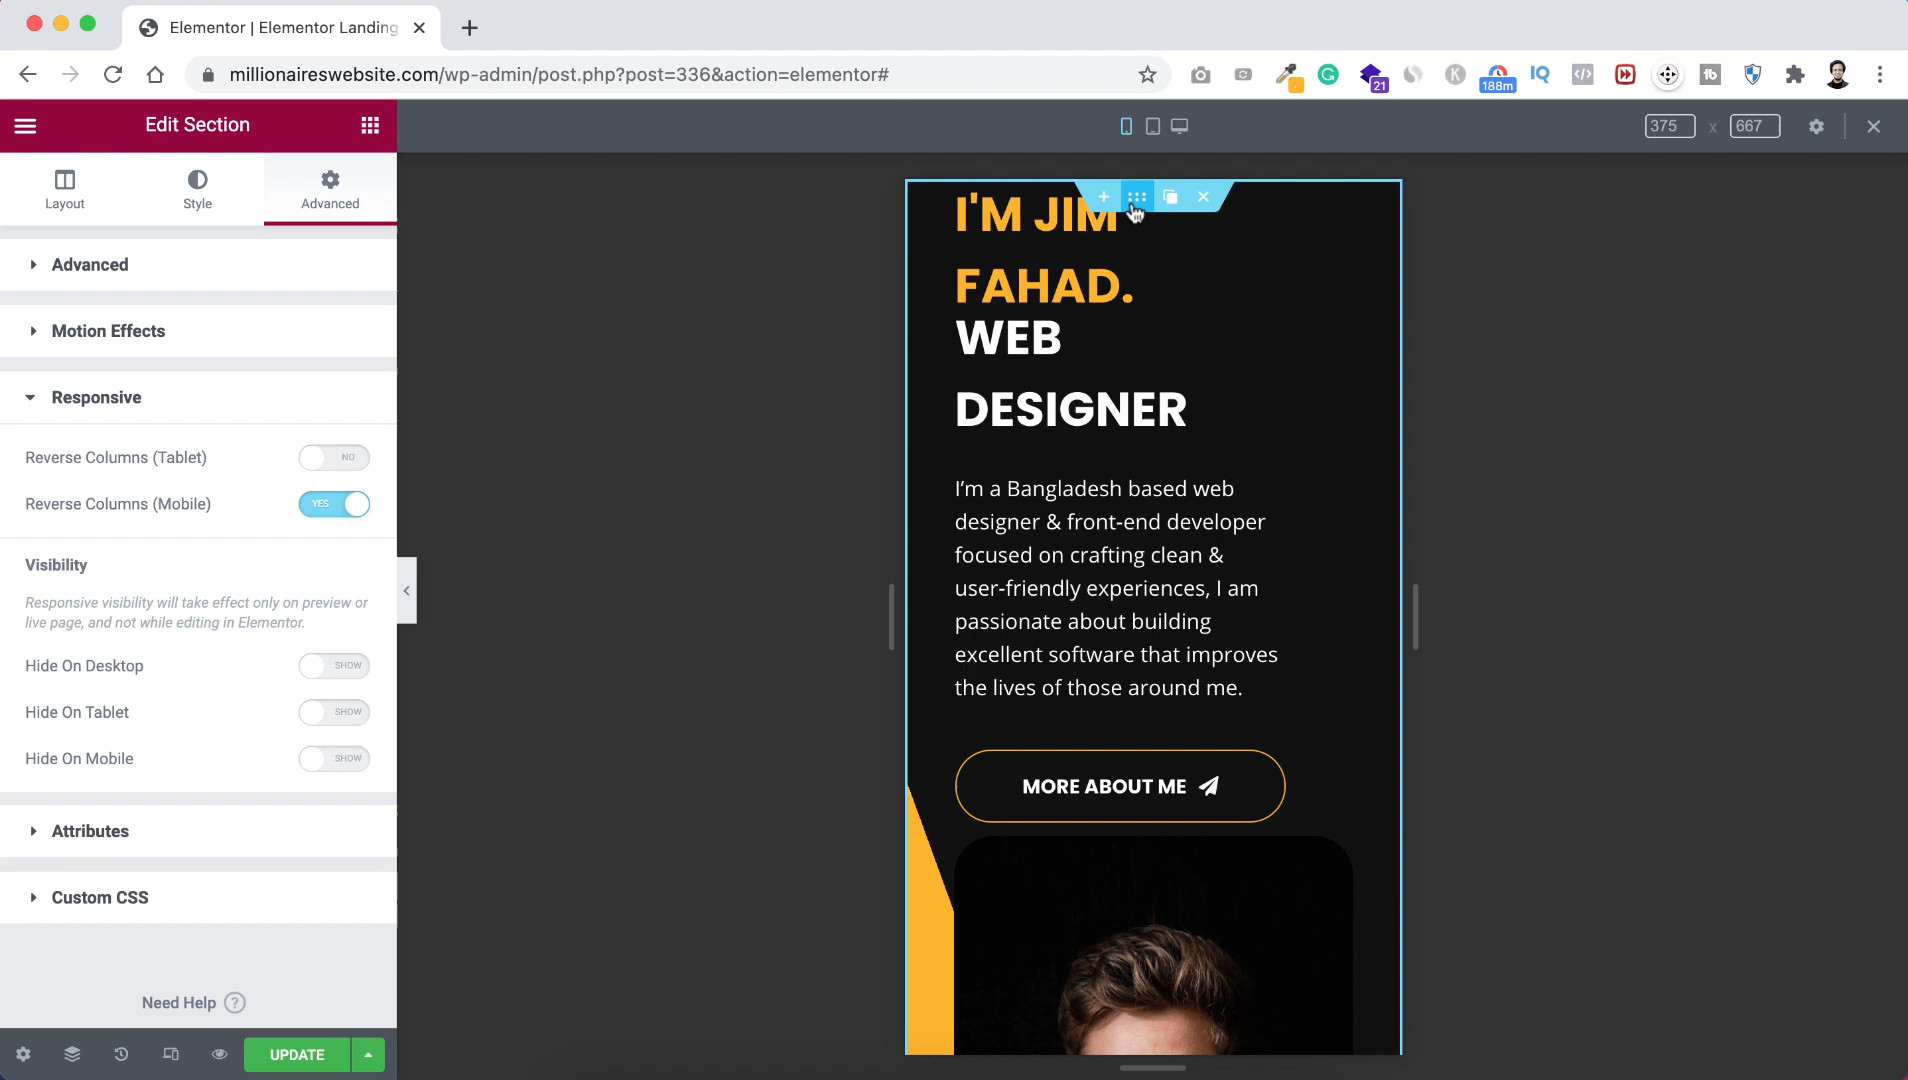 Elementor | Elementor Landing
millionaireswebsite.com/wp-admin/post.php?post=336&action=elementor#
21
K
188m
IQ
tb
Edit Section
375 x 667
Layout
Style
Advanced
Advanced
Motion Effects
Responsive
Reverse Columns (Tablet) NO
Reverse Columns (Mobile) YES
Visibility
Responsive visibility will take effect only on preview or
live page, and not while editing in Elementor.
Hide On Desktop SHOW
Hide On Tablet SHOW
Hide On Mobile SHOW
Attributes
Custom CSS
Need Help ?
UPDATE
I'M JIM
FAHAD.
WEB
DESIGNER
I’m a Bangladesh based web
designer & front-end developer
focused on crafting clean &
user-friendly experiences, I am
passionate about building
excellent software that improves
the lives of those around me.
MORE ABOUT ME